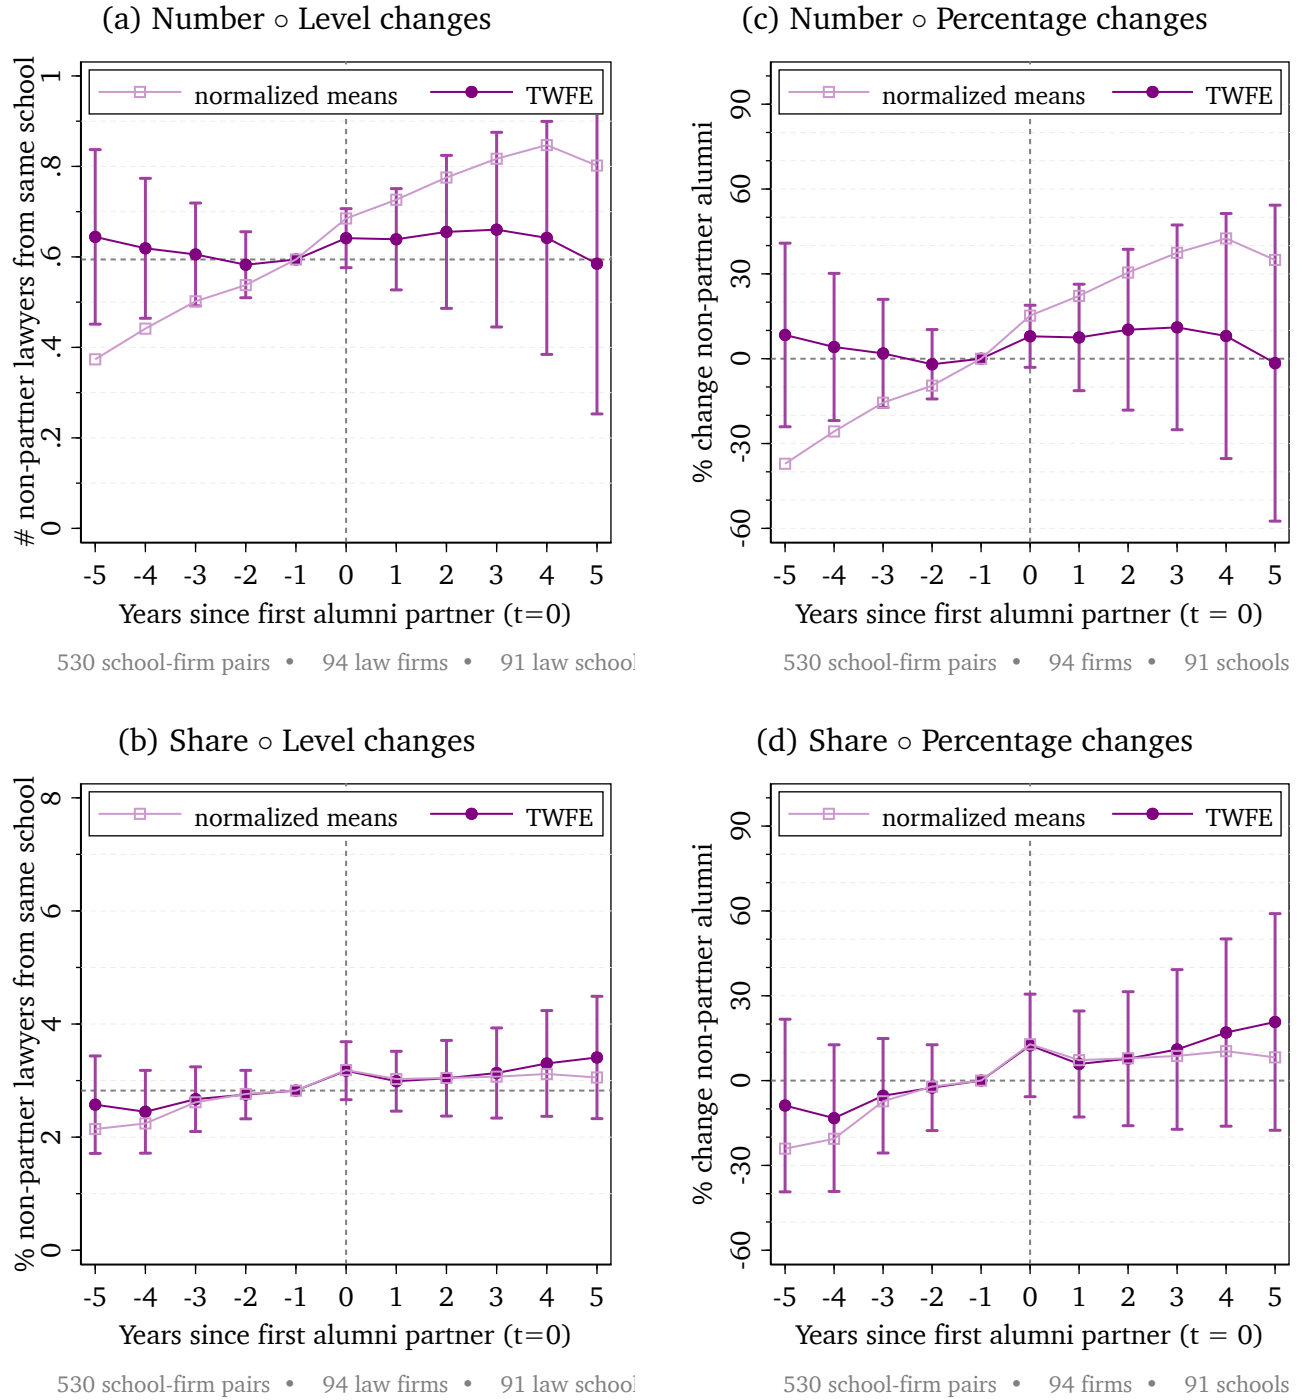 (a) Number ∘ Level changes
normalized means
TWFE
# non-partner lawyers from same school
1
.8
.6
.4
.2
0
-5 -4 -3 -2 -1 0 1 2 3 4 5
Years since first alumni partner (t=0)
530 school-firm pairs • 94 law firms • 91 law school
(c) Number ∘ Percentage changes
normalized means
TWFE
% change non-partner alumni
90
60
30
0
-30
-60
-5 -4 -3 -2 -1 0 1 2 3 4 5
Years since first alumni partner (t = 0)
530 school-firm pairs • 94 firms • 91 schools
(b) Share ∘ Level changes
normalized means
TWFE
% non-partner lawyers from same school
8
6
4
2
0
-5 -4 -3 -2 -1 0 1 2 3 4 5
Years since first alumni partner (t=0)
530 school-firm pairs • 94 law firms • 91 law school
(d) Share ∘ Percentage changes
normalized means
TWFE
% change non-partner alumni
90
60
30
0
-30
-60
-5 -4 -3 -2 -1 0 1 2 3 4 5
Years since first alumni partner (t = 0)
530 school-firm pairs • 94 firms • 91 schools